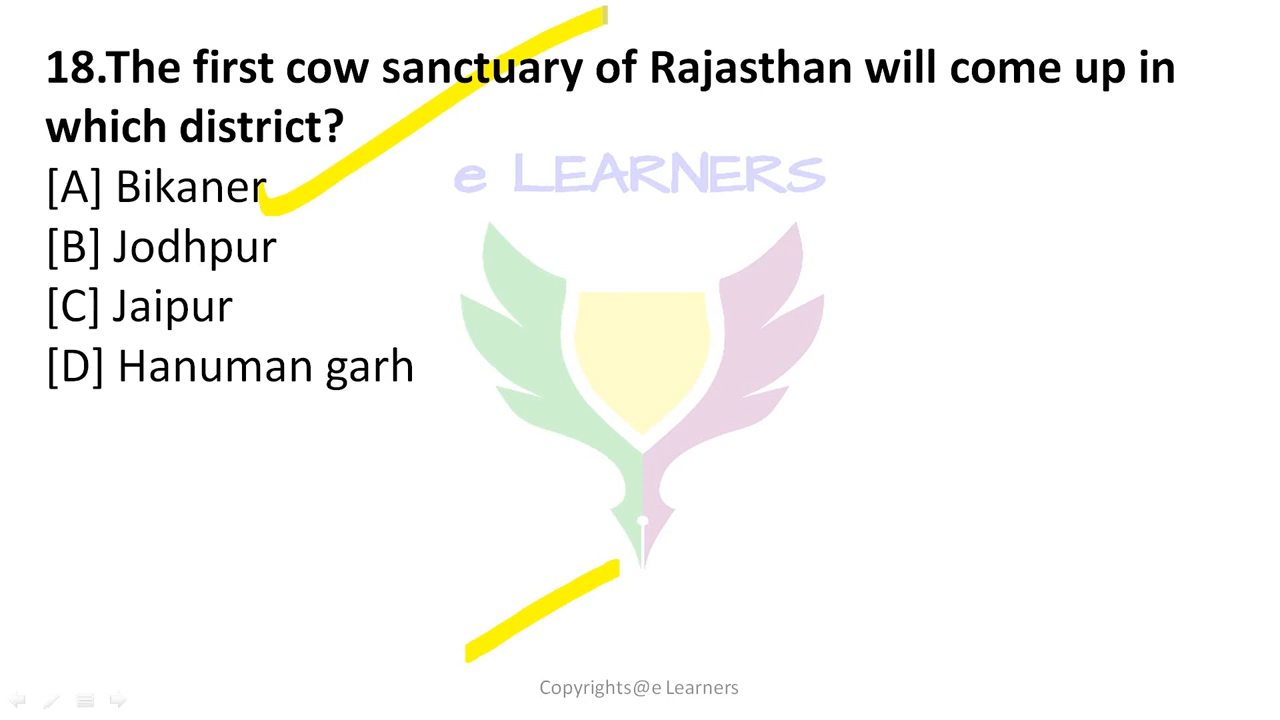 18.The first cow sanctuary of Rajasthan will come up in
which district?
[A] Bikaner
[B] Jodhpur
[C] Jaipur
[D] Hanuman garh
e LEARNERS
Copyrights@e Learners